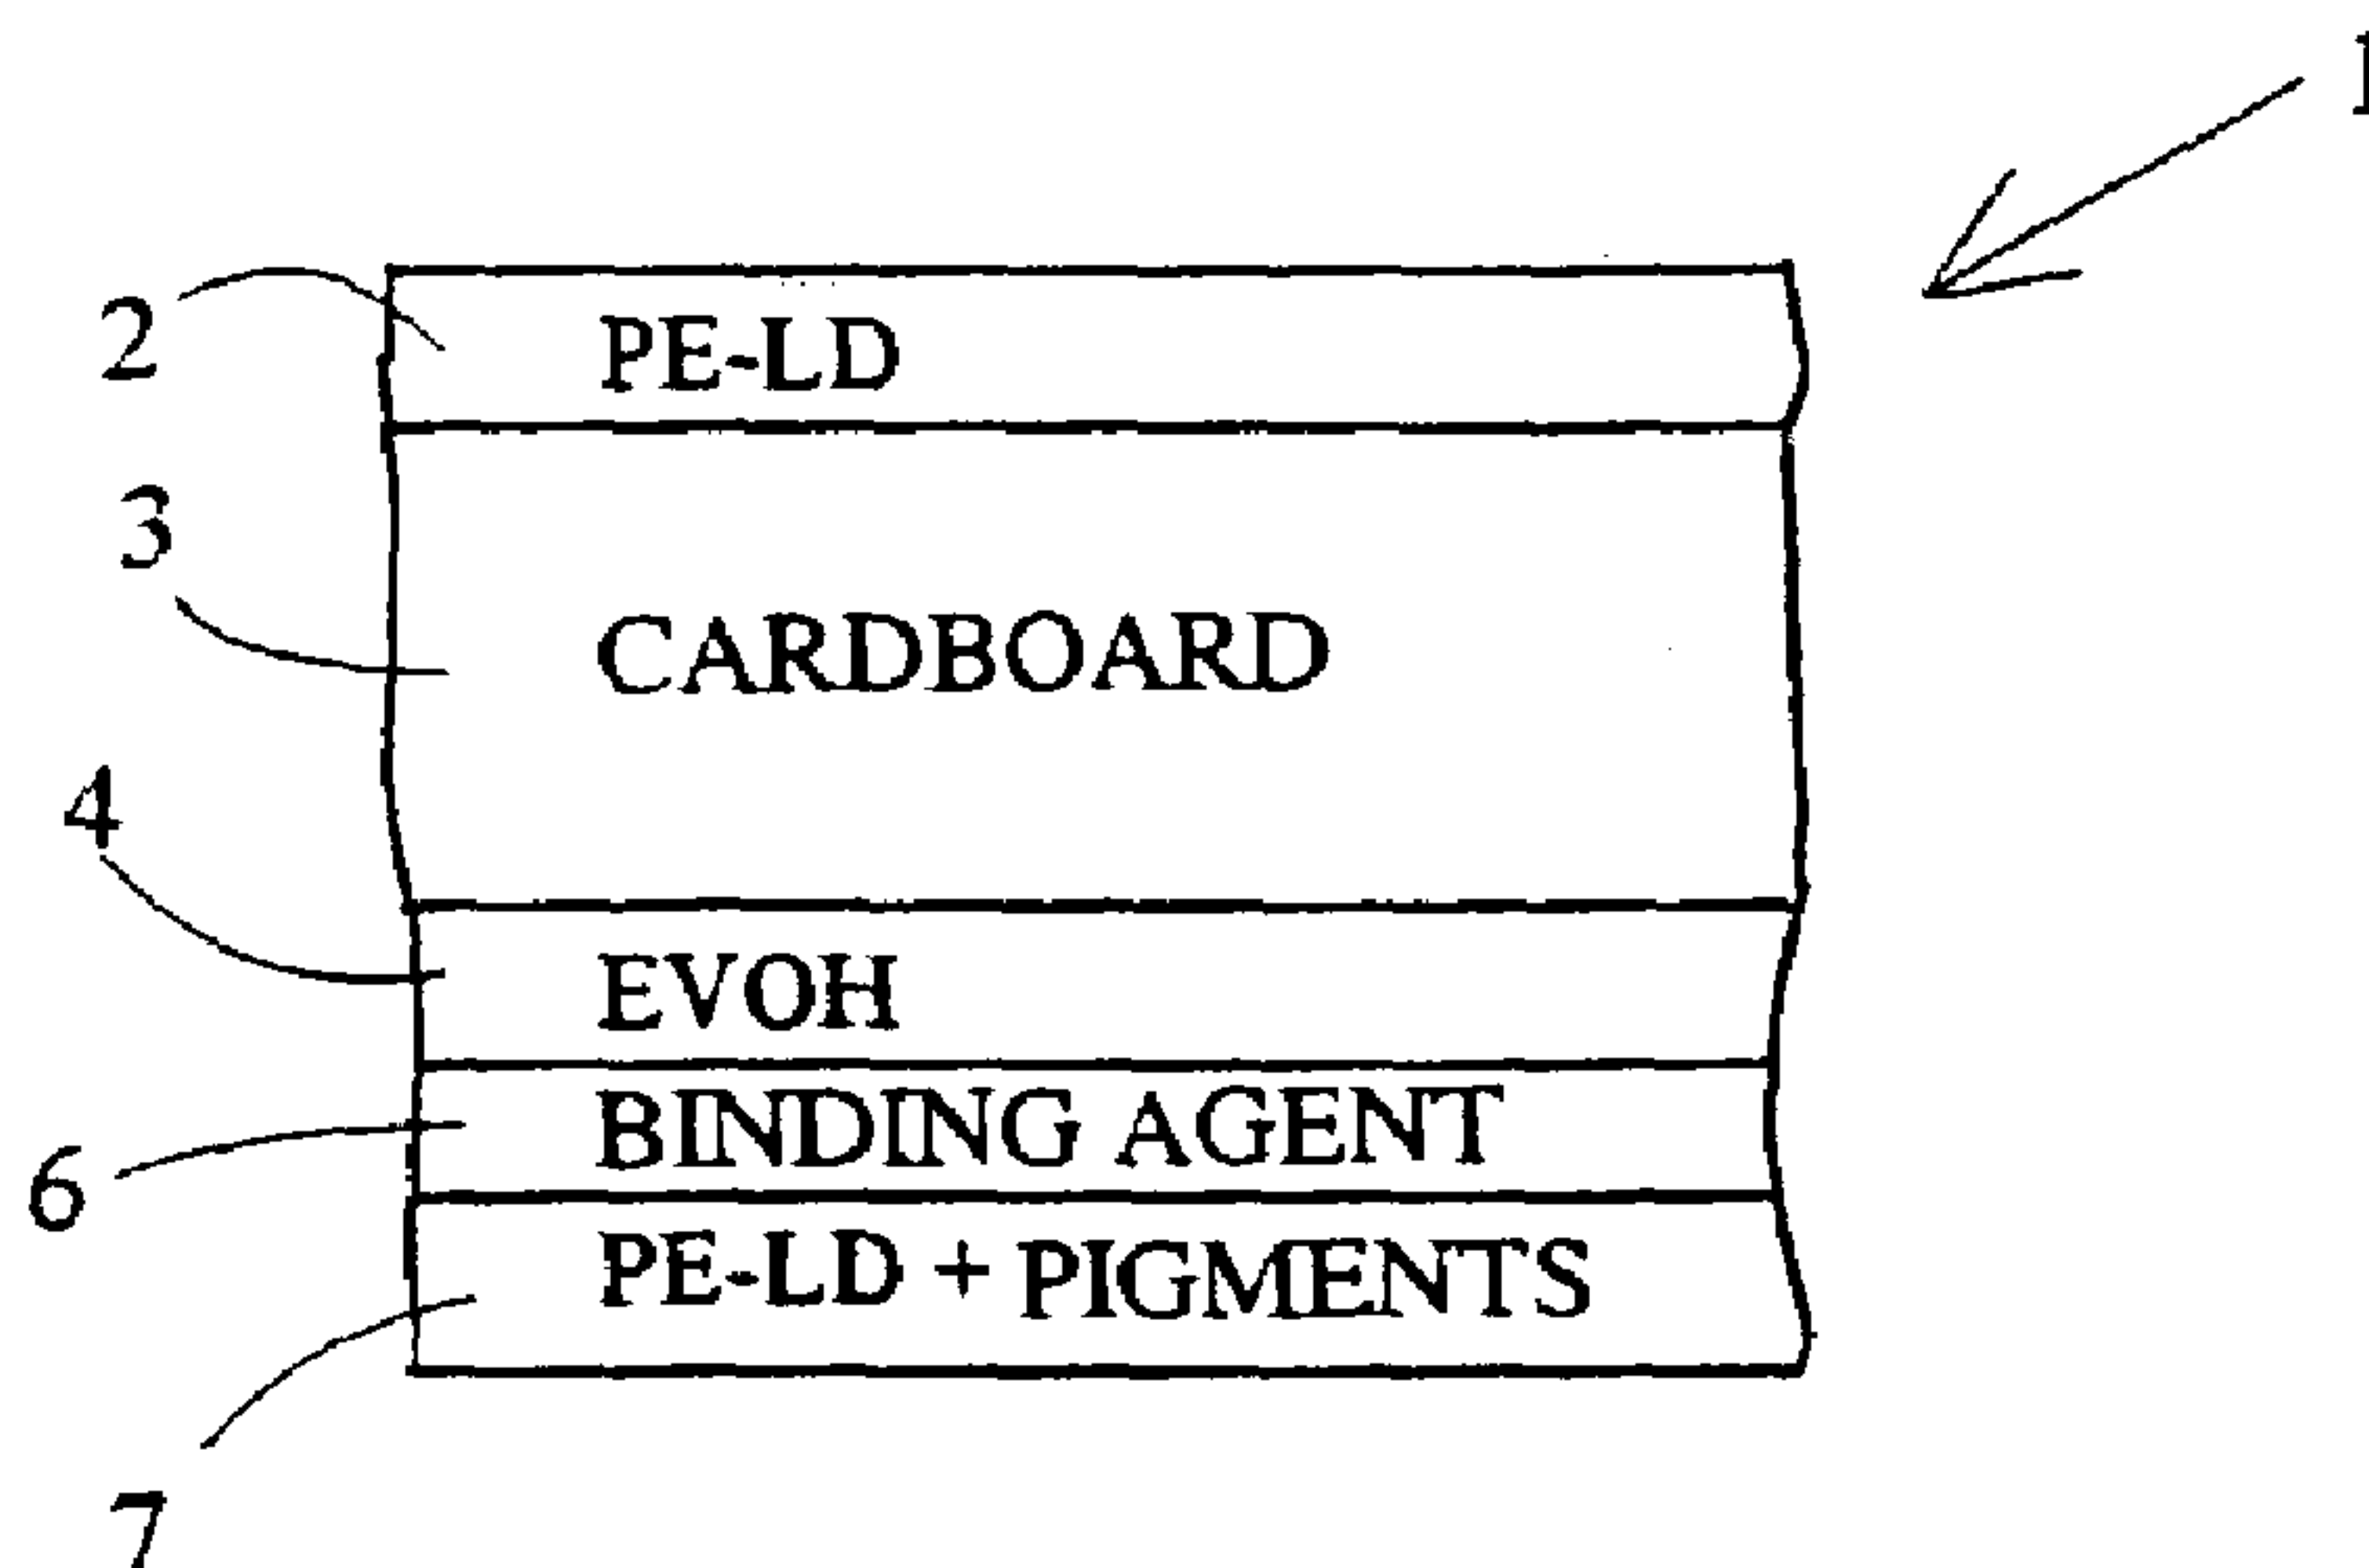 1
2
PE-LD
3
CARDBOARD
4
EVOH
BINDING AGENT
6
PE-LD + PIGMENTS
7